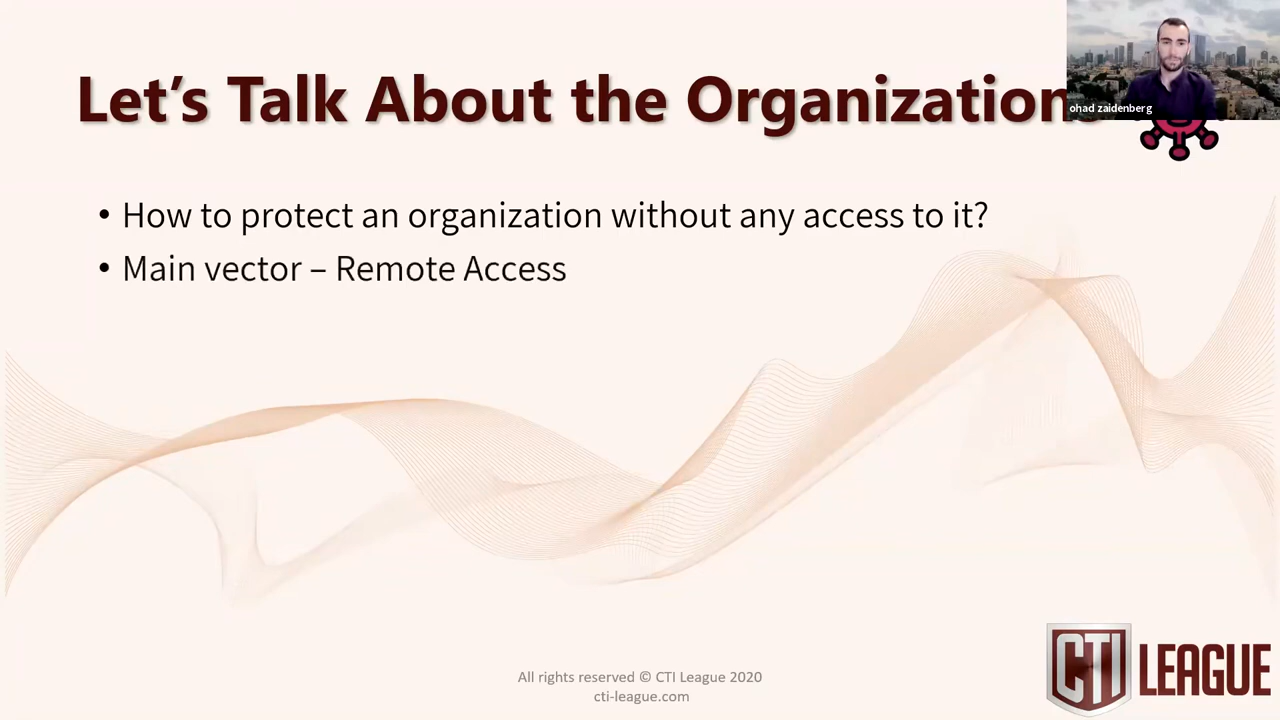 Let's Talk About the Organizations
ohad zaidenberg
• How to protect an organization without any access to it?
• Main vector – Remote Access
All rights reserved © CTI League 2020
cti-league.com
CTI LEAGUE